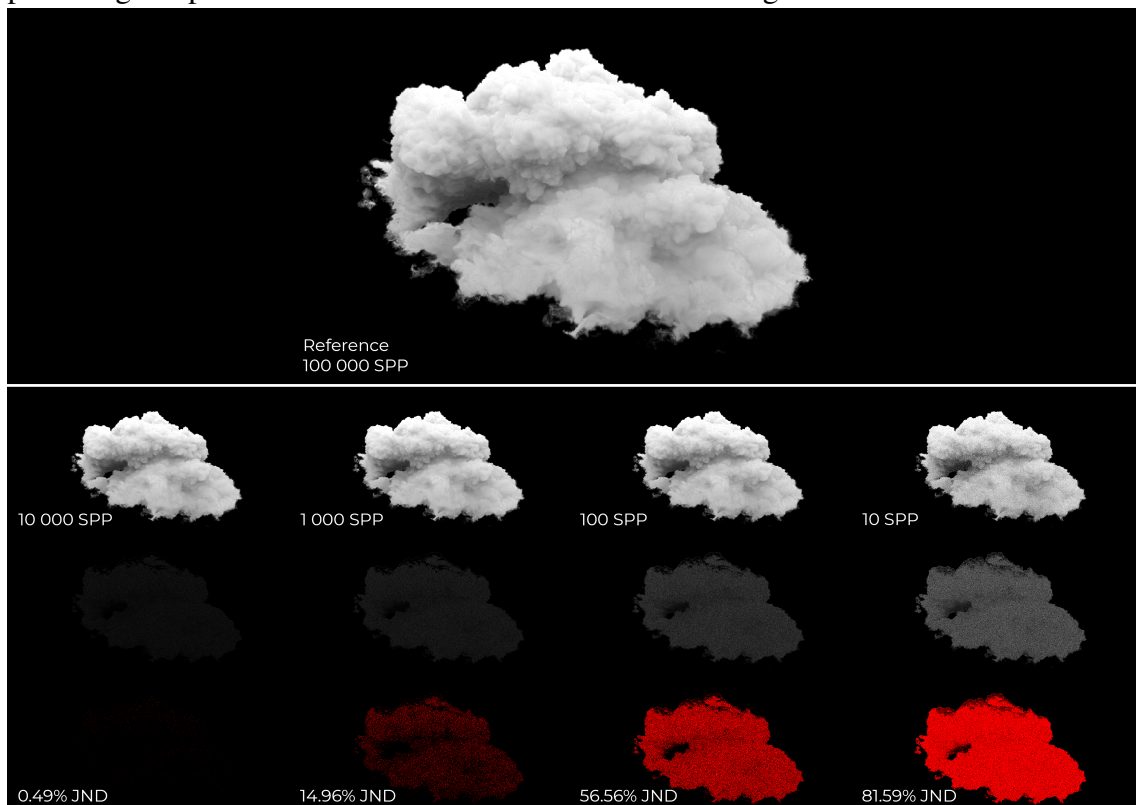 Reference
100 000 SPP
10 000 SPP
1 000 SPP
100 SPP
10 SPP
0.49% JND
14.96% JND
56.56% JND
81.59% JND